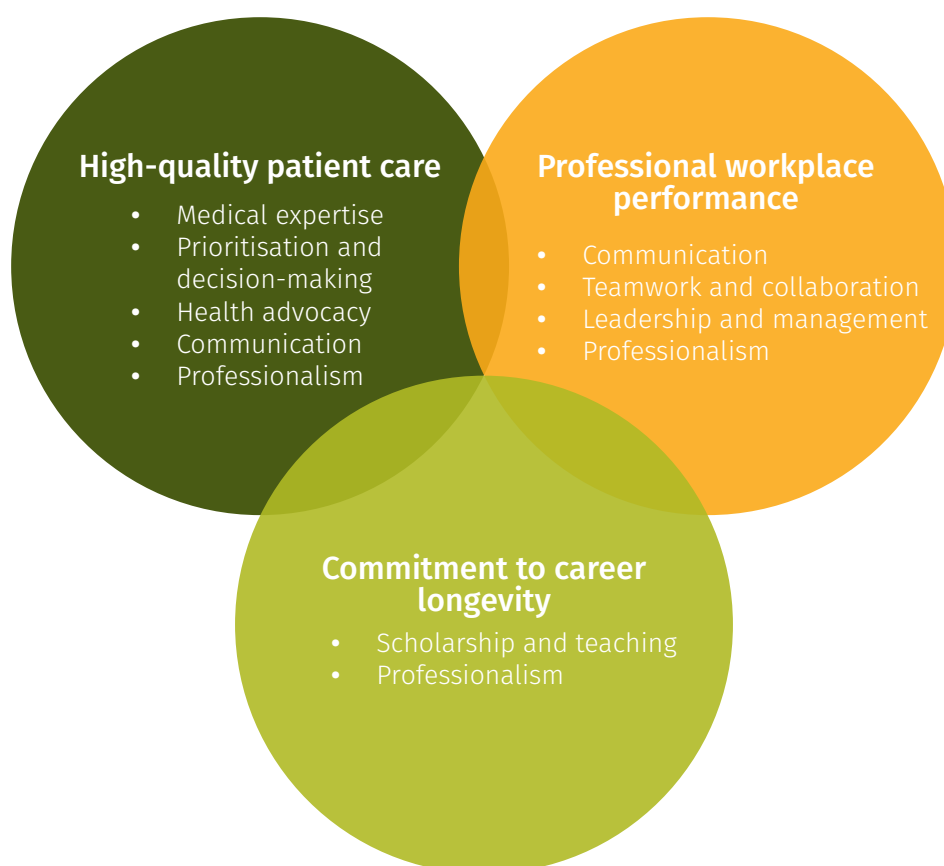 High-quality patient care
• Medical expertise
• Prioritisation and
decision-making
• Health advocacy
• Communication
• Professionalism
Professional workplace
performance
• Communication
• Teamwork and collaboration
• Leadership and management
• Professionalism
Commitment to career
longevity
• Scholarship and teaching
• Professionalism